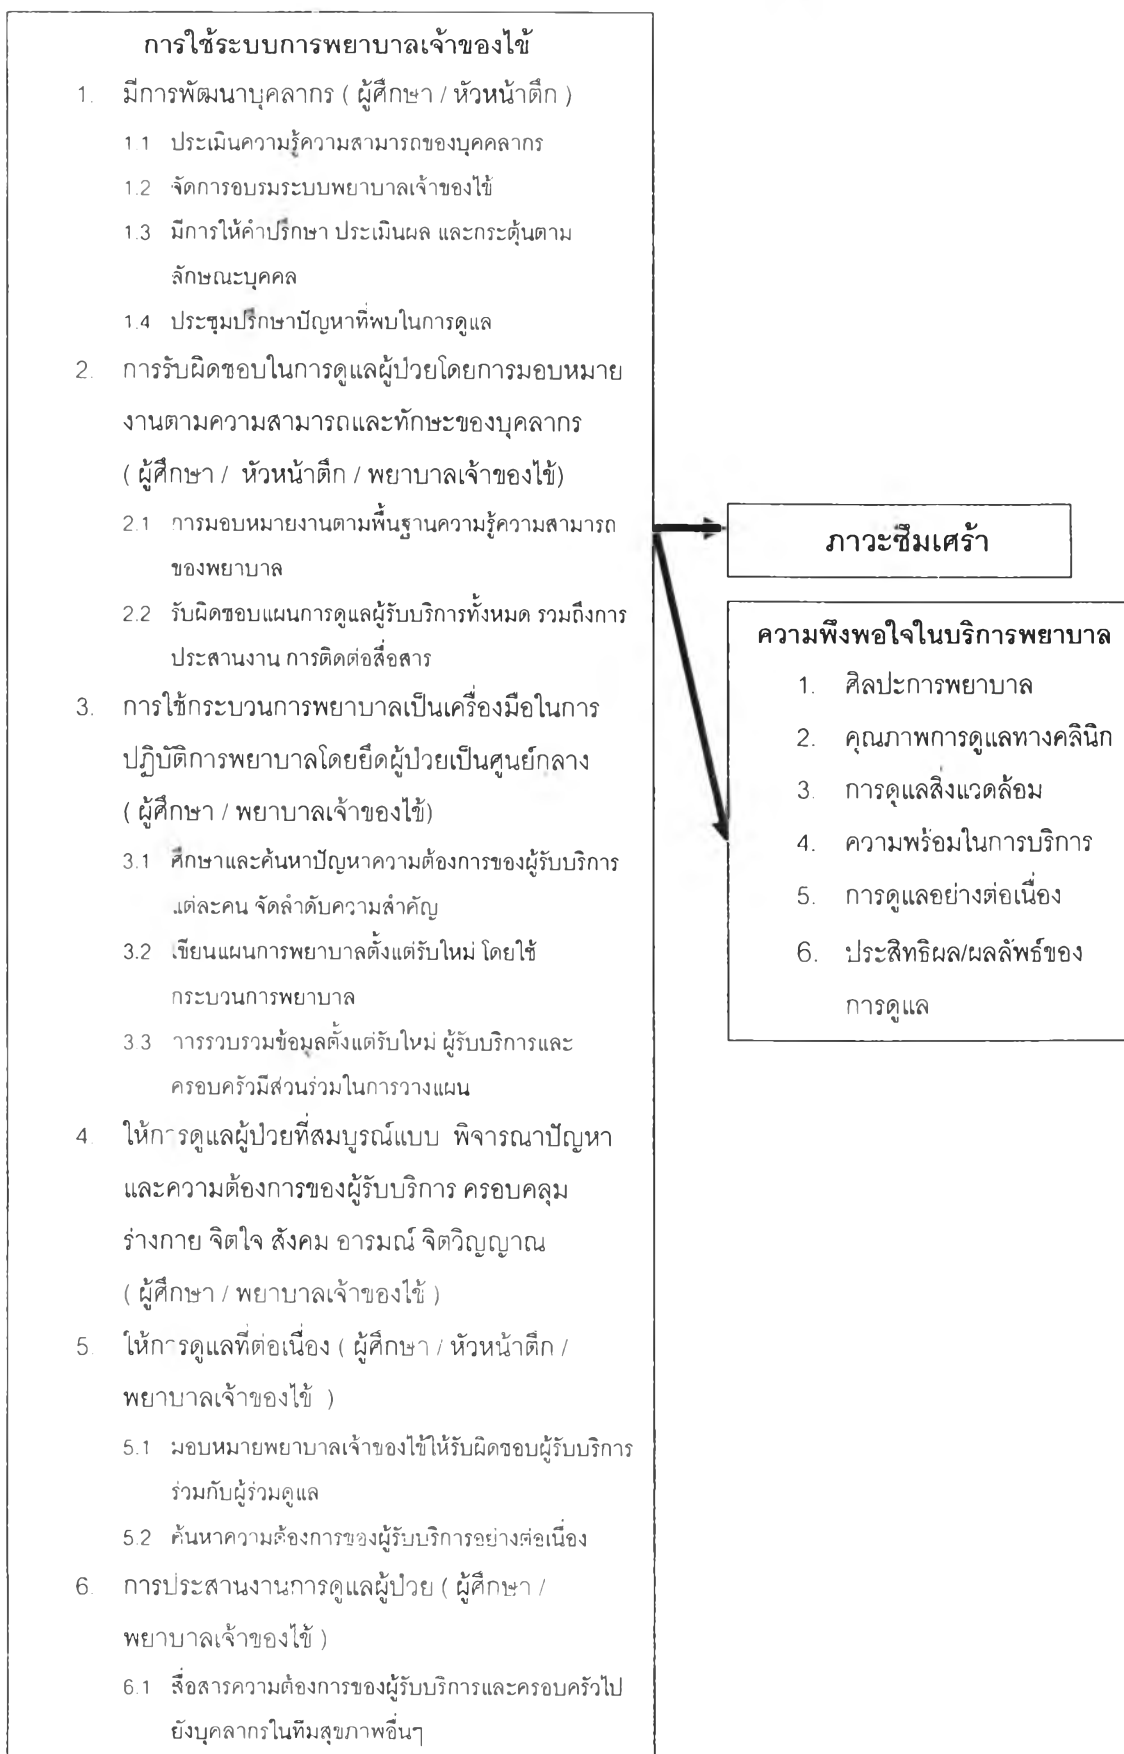 การใช้ระบบการพยาบาลเจ้าของไข้
1. มีการพัฒนาบุคลากร ( ผู้ศึกษา / หัวหน้าตึก )
1.1 ประเมินความรู้ความสามารถของบุคคลากร
1.2 จัดการอบรมระบบพยาบาลเจ้าของไข้
1.3 มีการให้คำปรึกษา ประเมินผล และกระตุ้นตาม
ลักษณะบุคคล
1.4 ประชุมปรึกษาปัญหาที่พบในการดูแล
2. การรับผิดชอบในการดูแลผู้ป่วยโดยการมอบหมาย
งานตามความสามารถและทักษะของบุคลากร
( ผู้ศึกษา / หัวหน้าตึก / พยาบาลเจ้าของไข้)
2.1 การมอบหมายงานตามพื้นฐานความรู้ความสามารถ
ของพยาบาล
2.2 รับผิดชอบแผนการดูแลผู้รับบริการทั้งหมด รวมถึงการ
ประสานงาน การติดต่อสื่อสาร
3. การใช้กระบวนการพยาบาลเป็นเครื่องมือในการ
ปฏิบัติการพยาบาลโดยยึดผู้ป่วยเป็นศูนย์กลาง
( ผู้ศึกษา / พยาบาลเจ้าของไข้)
3.1 ศึกษาและค้นหาปัญหาความต้องการของผู้รับบริการ
แต่ละคน จัดลำดับความสำคัญ
3.2 เขียนแผนการพยาบาลตั้งแต่รับใหม่ โดยใช้
กระบวนการพยาบาล
3.3 การรวบรวมข้อมูลตั้งแต่รับใหม่ ผู้รับบริการและ
ครอบครัวมีส่วนร่วมในการวางแผน
4. ให้การดูแลผู้ป่วยที่สมบูรณ์แบบ พิจารณาปัญหา
และความต้องการของผู้รับบริการ ครอบคลุม
ร่างกาย จิตใจ สังคม อารมณ์ จิตวิญญาณ
( ผู้ศึกษา / พยาบาลเจ้าของไข้ )
5. ให้การดูแลที่ต่อเนื่อง ( ผู้ศึกษา / หัวหน้าตึก /
พยาบาลเจ้าของไข้ )
5.1 มอบหมายพยาบาลเจ้าของไข้ให้รับผิดชอบผู้รับบริการ
ร่วมกับผู้ร่วมดูแล
5.2 ค้นหาความต้องการของผู้รับบริการอย่างต่อเนื่อง
6. การประสานงานการดูแลผู้ป่วย ( ผู้ศึกษา /
พยาบาลเจ้าของไข้ )
6.1 สื่อสารความต้องการของผู้รับบริการและครอบครัวไป
ยังบุคลากรในทีมสุขภาพอื่นๆ
ภาวะซึมเศร้า
ความพึงพอใจในบริการพยาบาล
1. ศิลปะการพยาบาล
2. คุณภาพการดูแลทางคลินิก
3. การดูแลสิ่งแวดล้อม
4. ความพร้อมในการบริการ
5. การดูแลอย่างต่อเนื่อง
6. ประสิทธิผล/ผลลัพธ์ของ
การดูแล